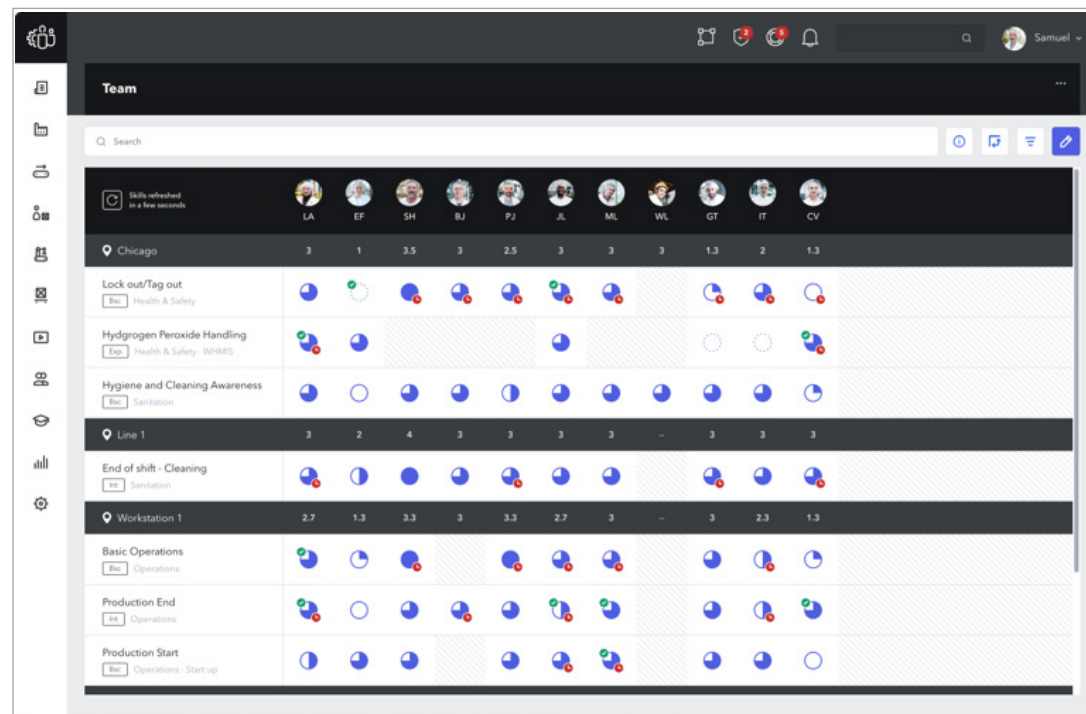 2
5
Samuel
Team
Search
Skills refreshed
in a few seconds
LA EF SH BJ PJ JL ML WL GT IT CV
Chicago 3 1 3.5 3 2.5 3 3 3 1.3 2 1.3
Lock out/Tag out
Bsc Health & Safety
Hydgrogen Peroxide Handling
Exp Health & Safety · WHMIS
Hygiene and Cleaning Awareness
Bsc Sanitation
Line 1 3 2 4 3 3 3 3 – 3 3 3
End of shift - Cleaning
Int Sanitation
Workstation 1 2.7 1.3 3.3 3 3.3 2.7 3 – 3 2.3 1.3
Basic Operations
Bsc Operations
Production End
Int Operations
Production Start
Bsc Operations · Start up